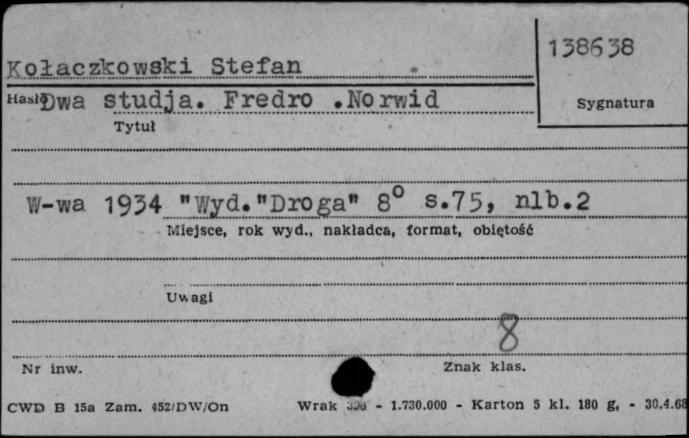 138638
Kołaczkowski Stefan
Hasło Dwa studja. Fredro .Norwid
Sygnatura
Tytuł
W-wa 1934 "Wyd."Droga" 8° s.75, nlb.2
Miejsce, rok wyd., nakładca, format, objętość
Uwagi
8
Nr inw. Znak klas.
CWD B 15a Zam. 452/DW/On Wrak - 1.730.000 - Karton 5 kl. 180 g, - 30.4.68